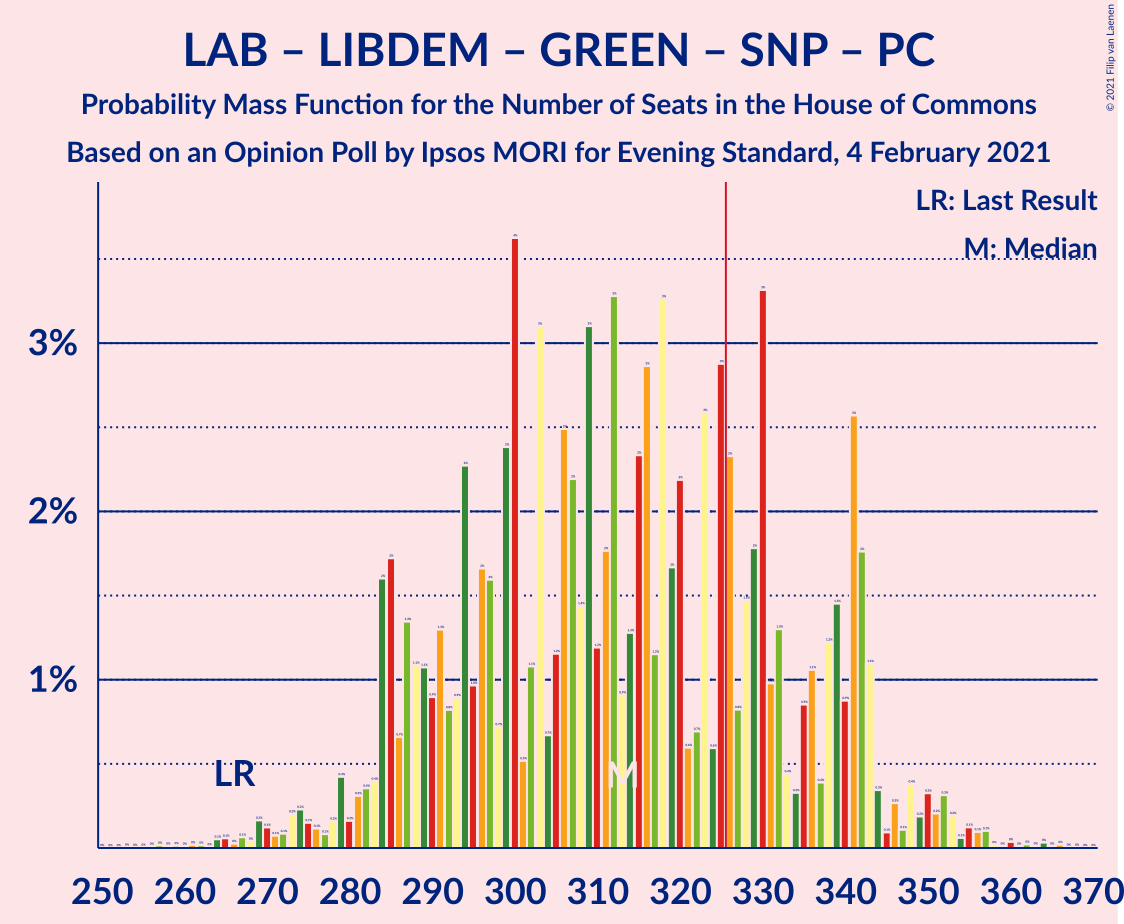 LAB – LIBDEM – GREEN – SNP – PC
Probability Mass Function for the Number of Seats in the House of Commons
Based on an Opinion Poll by Ipsos MORI for Evening Standard, 4 February 2021
© 2021 Filip van Laenen
LR: Last Result
M: Median
3%
2%
1%
LR
M
250 260 270 280 290 300 310 320 330 340 350 360 370